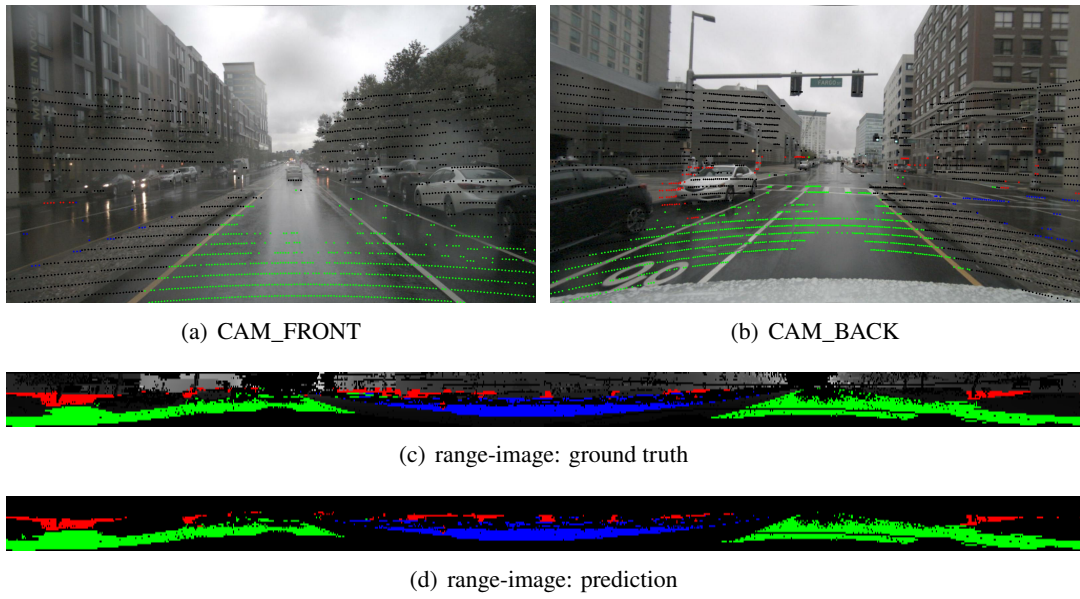 (a) CAM_FRONT
(b) CAM_BACK
(c) range-image: ground truth
(d) range-image: prediction